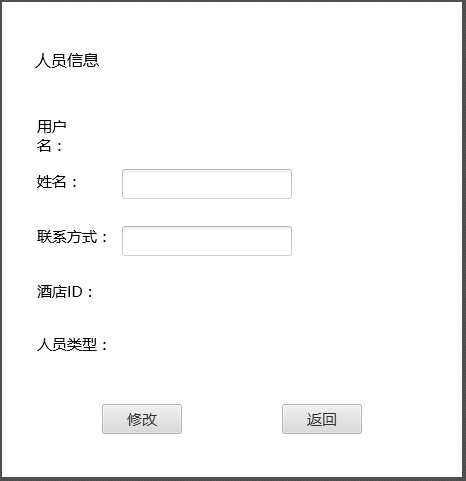 人员信息
用户
名：
姓名：
联系方式：
酒店ID：
人员类型：
修改 返回